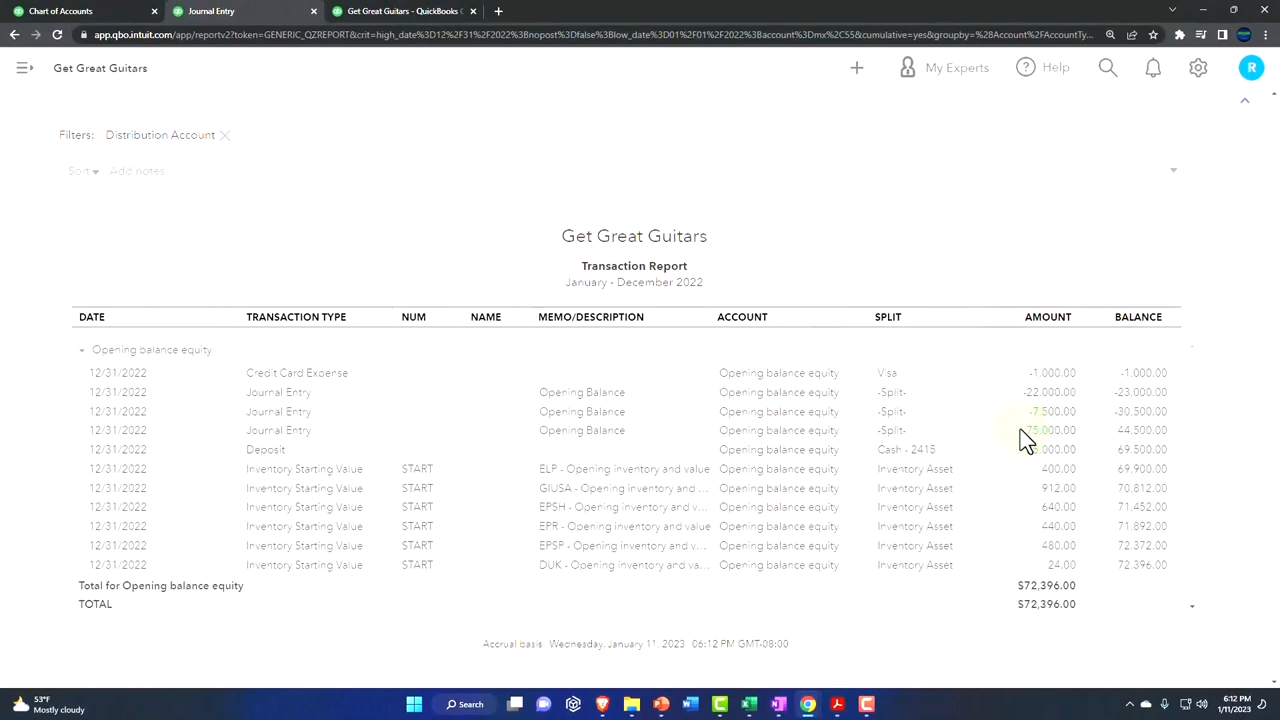 Chart of Accounts
Journal Entry
Get Great Guitars - QuickBooks
app.qbo.intuit.com/app/reportv2?token=GENERIC_QZREPORT&crit=high_date%3D12%2F31%2F2022%3Bnopost%3Dfalse%3Blow_date%3D01%2F01%2F2022%3Baccount%3Dmx%2C55&cumulative=yes&groupby=%28Account%2FAccountTy...
Get Great Guitars
My Experts
Help
R
Filters: Distribution Account
Sort Add notes
Get Great Guitars
Transaction Report
January - December 2022
DATE TRANSACTION TYPE NUM NAME MEMO/DESCRIPTION ACCOUNT SPLIT AMOUNT BALANCE
Opening balance equity
12/31/2022 Credit Card Expense Opening balance equity Visa -1,000.00 -1,000.00
12/31/2022 Journal Entry Opening Balance Opening balance equity -Split- -22,000.00 -23,000.00
12/31/2022 Journal Entry Opening Balance Opening balance equity -Split- -7,500.00 -30,500.00
12/31/2022 Journal Entry Opening Balance Opening balance equity -Split- 75,000.00 44,500.00
12/31/2022 Deposit Opening balance equity Cash - 2415 69,500.00
12/31/2022 Inventory Starting Value START ELP - Opening inventory and value Opening balance equity Inventory Asset 400.00 69,900.00
12/31/2022 Inventory Starting Value START GIUSA - Opening inventory and ... Opening balance equity Inventory Asset 912.00 70,812.00
12/31/2022 Inventory Starting Value START EPSH - Opening inventory and v... Opening balance equity Inventory Asset 640.00 71,452.00
12/31/2022 Inventory Starting Value START EPR - Opening inventory and value Opening balance equity Inventory Asset 440.00 71,892.00
12/31/2022 Inventory Starting Value START EPSP - Opening inventory and v... Opening balance equity Inventory Asset 480.00 72,372.00
12/31/2022 Inventory Starting Value START DUK - Opening inventory and va... Opening balance equity Inventory Asset 24.00 72,396.00
Total for Opening balance equity $72,396.00
TOTAL $72,396.00
Accrual basis Wednesday, January 11, 2023 06:12 PM GMT-08:00
53°F
Mostly cloudy
Search
6:12 PM
1/11/2023